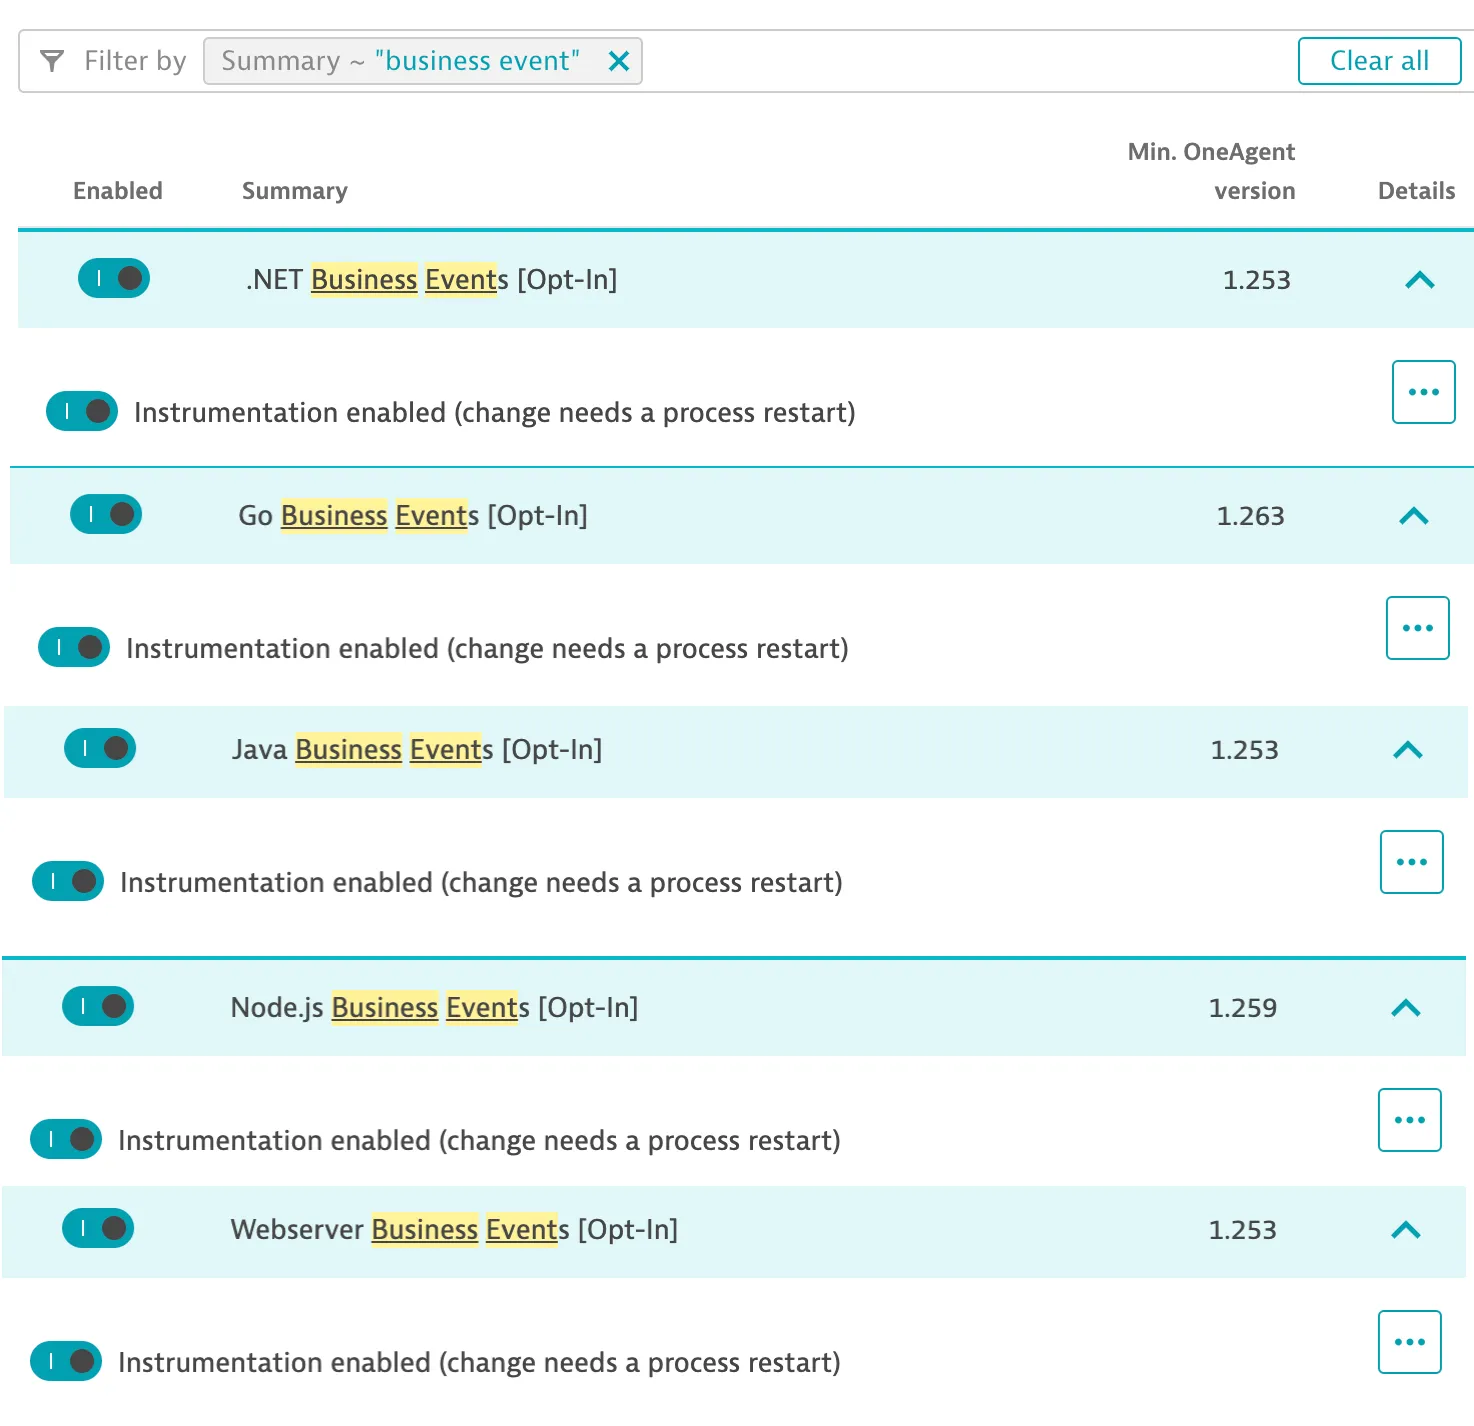 Filter by Summary ~ "business event" Clear all
Min. OneAgent
Enabled Summary version Details
.NET Business Events [Opt-In] 1.253
Instrumentation enabled (change needs a process restart)
Go Business Events [Opt-In] 1.263
Instrumentation enabled (change needs a process restart)
Java Business Events [Opt-In] 1.253
Instrumentation enabled (change needs a process restart)
Node.js Business Events [Opt-In] 1.259
Instrumentation enabled (change needs a process restart)
Webserver Business Events [Opt-In] 1.253
Instrumentation enabled (change needs a process restart)